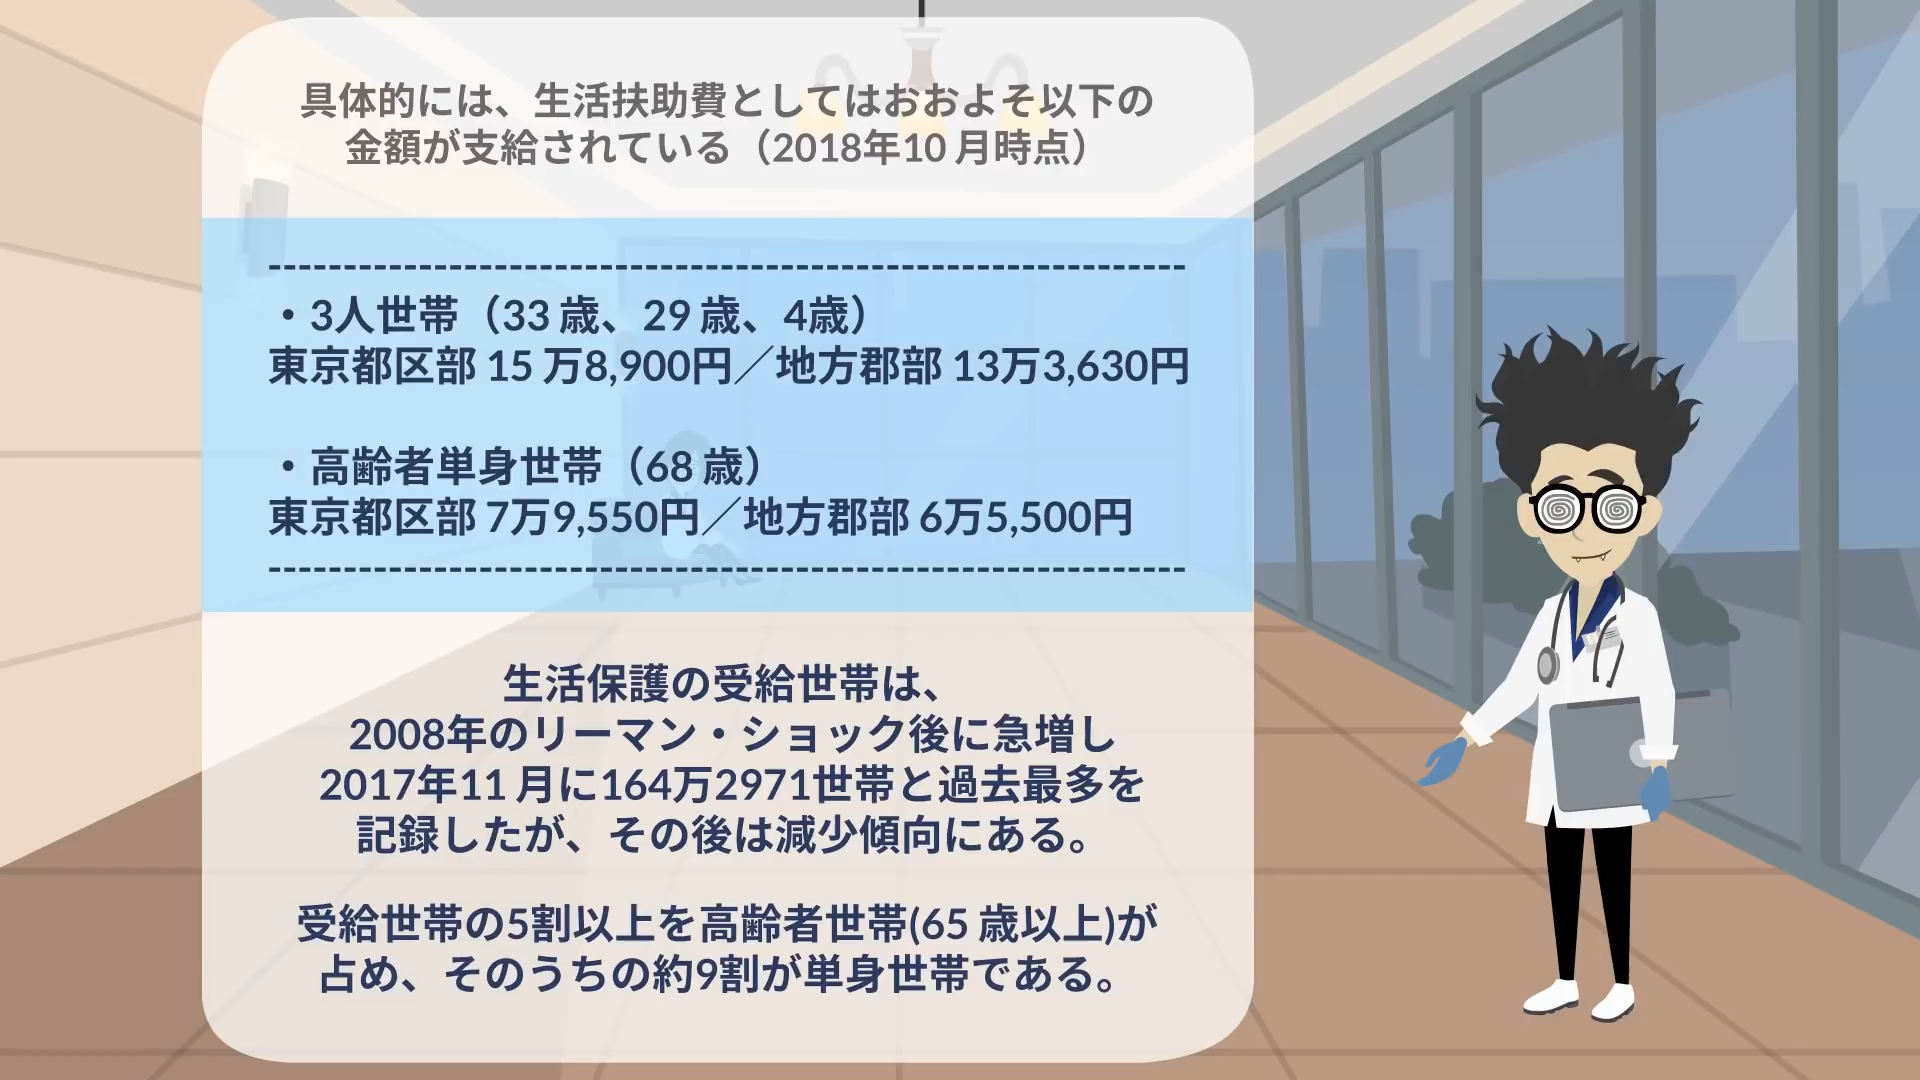 具体的には、生活扶助費としてはおおよそ以下の
金額が支給されている（2018年10月時点）
--------------------------------------------------------------
・3人世帯（33歳、29歳、4歳）
東京都区部 15万8,900円／地方郡部 13万3,630円
・高齢者単身世帯（68歳）
東京都区部 7万9,550円／地方郡部 6万5,500円
--------------------------------------------------------------
生活保護の受給世帯は、
2008年のリーマン・ショック後に急増し
2017年11月に164万2971世帯と過去最多を
記録したが、その後は減少傾向にある。
受給世帯の5割以上を高齢者世帯(65歳以上)が
占め、そのうちの約9割が単身世帯である。